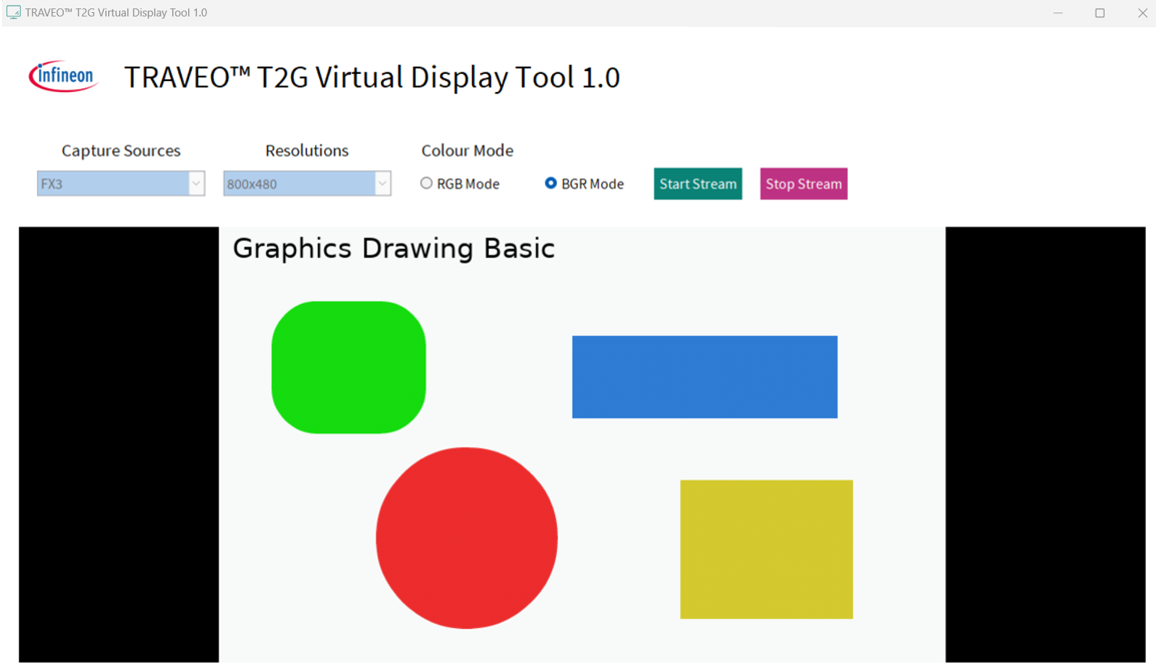 TRAVEO™ T2G Virtual Display Tool 1.0
infineon
TRAVEO™ T2G Virtual Display Tool 1.0
Capture Sources Resolutions Colour Mode
FX3 800x480 RGB Mode BGR Mode Start Stream Stop Stream
Graphics Drawing Basic